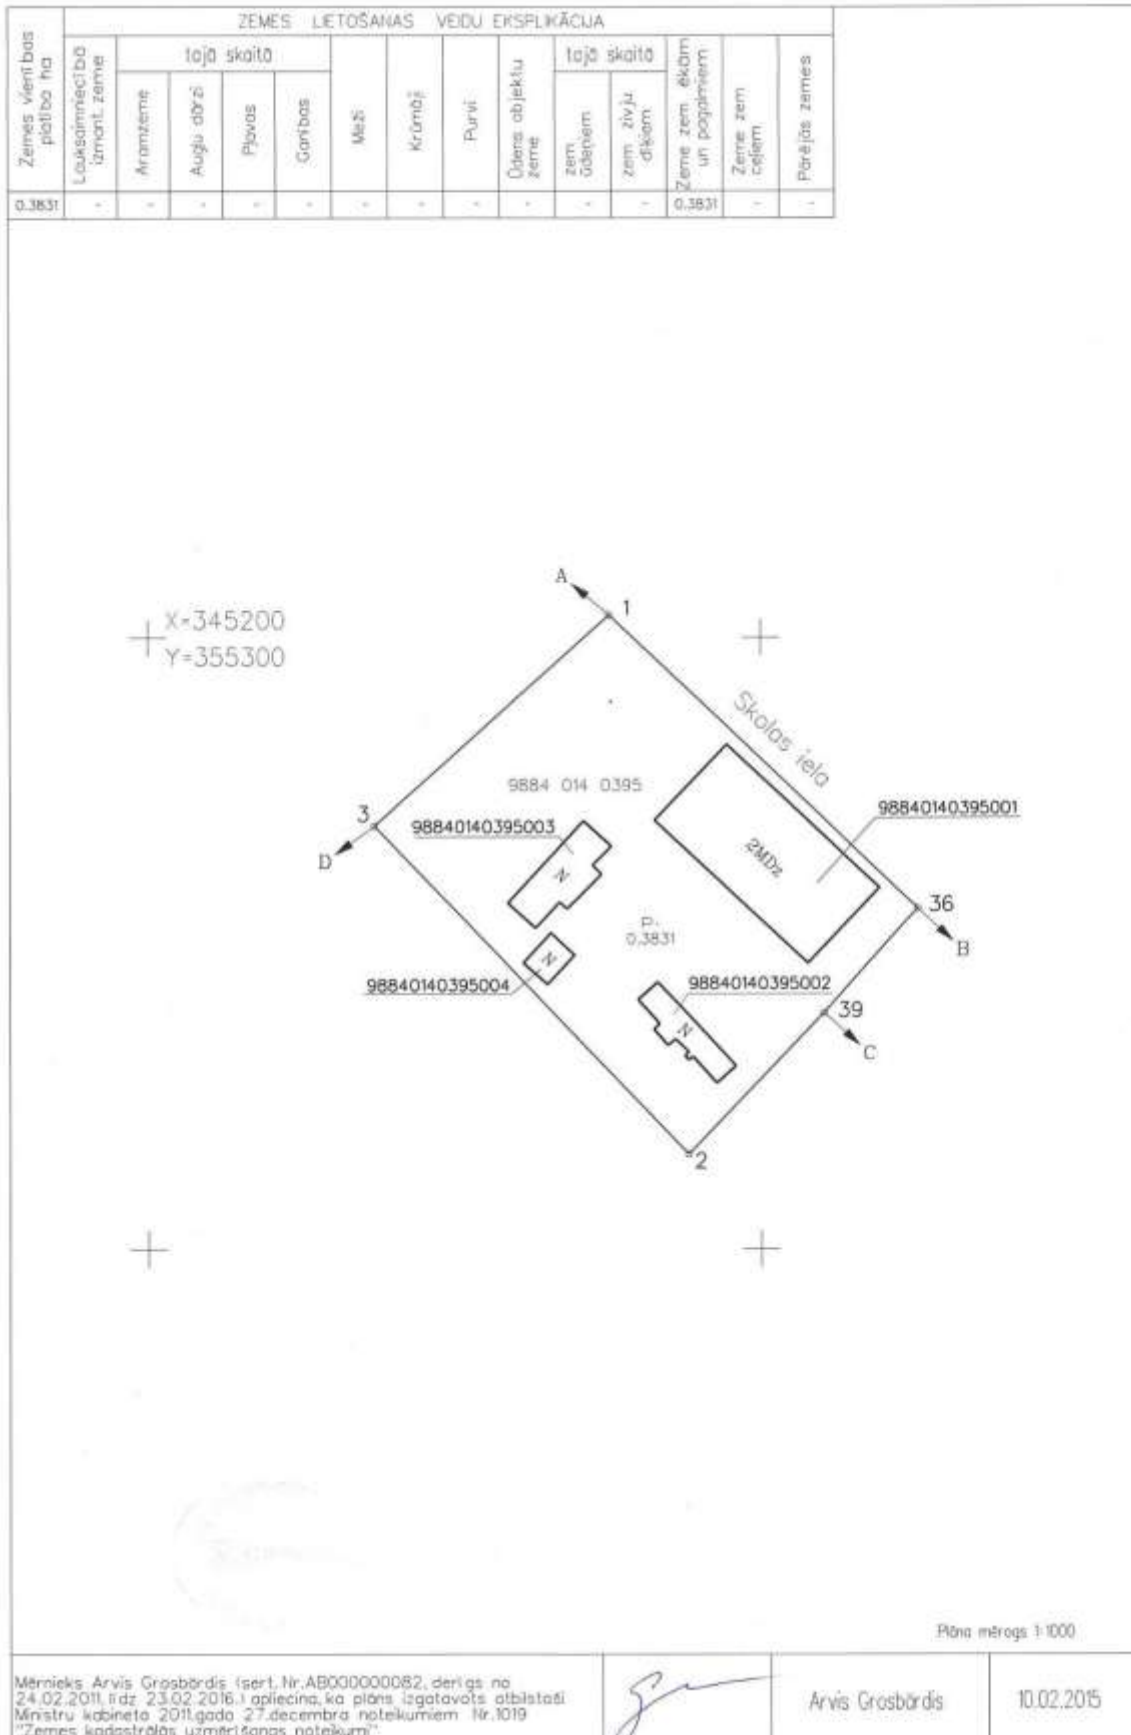 ZEMES LIETOŠANAS VEIDU EKSPLIKĀCIJA
Zemes vienības platība ha
Lauksaimniecībā izmant. zeme
tajā skaitā
Aramzeme
Augļu dārzi
Pļavas
Ganības
Meži
Krūmāji
Purvi
Ūdens objektu zeme
tajā skaitā
zem ūdeņiem
zem zivju dīķiem
Zeme zem ēkām un pagalmiem
Zeme zem ceļiem
Pārējās zemes
0.3831 - - - - - - - - - - - 0.3831 - -
A
1
X=345200
Y=355300
Skolas iela
9884 014 0395
98840140395001
3
98840140395003
D
2MDz
N
36
P-
0.3831
B
N
98840140395004
98840140395002
39
N
C
2
Plāna mērogs 1:1000
Mērnieks Arvis Grosbārdis (sert. Nr.AB000000082, derīgs no
24.02.2011. līdz 23.02.2016.) apliecina, ka plāns izgatavots atbilstoši
Ministru kabineta 2011.gada 27.decembra noteikumiem Nr.1019
"Zemes kadastrālās uzmērīšanas noteikumi"
Arvis Grosbārdis
10.02.2015